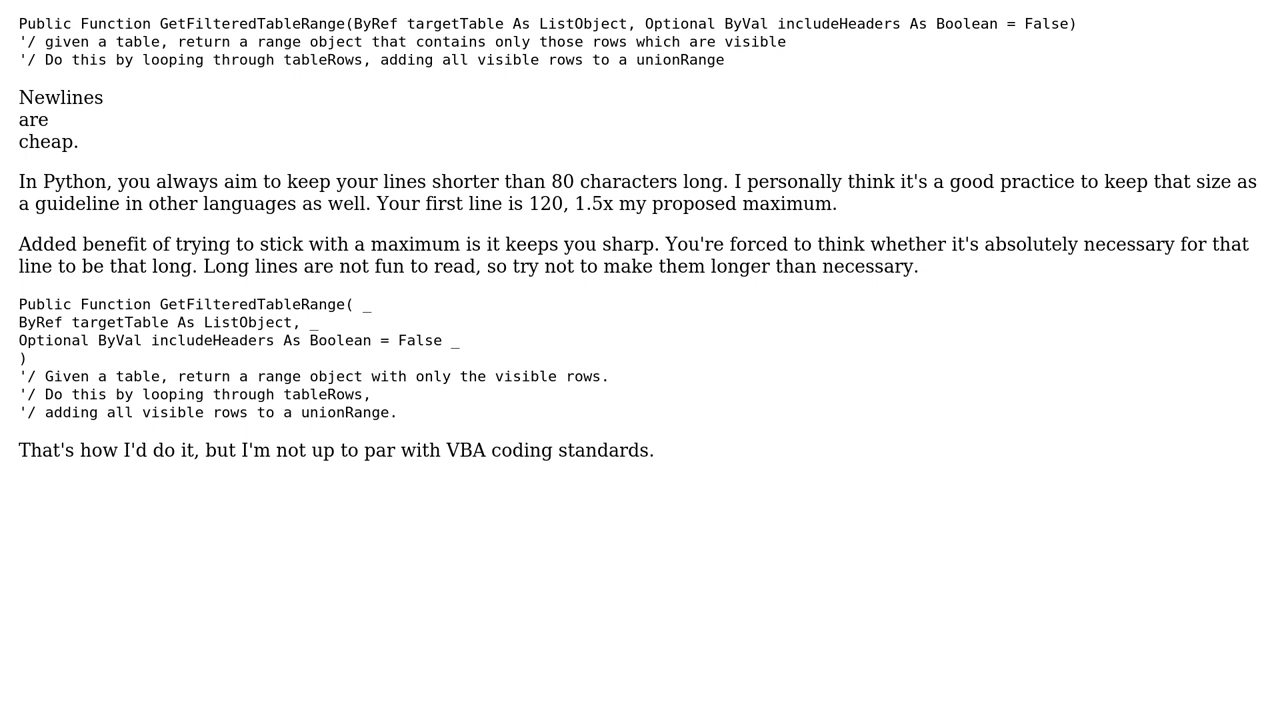 Public Function GetFilteredTableRange(ByRef targetTable As ListObject, Optional ByVal includeHeaders As Boolean = False)
'/ given a table, return a range object that contains only those rows which are visible
'/ Do this by looping through tableRows, adding all visible rows to a unionRange
Newlines
are
cheap.
In Python, you always aim to keep your lines shorter than 80 characters long. I personally think it's a good practice to keep that size as
a guideline in other languages as well. Your first line is 120, 1.5x my proposed maximum.
Added benefit of trying to stick with a maximum is it keeps you sharp. You're forced to think whether it's absolutely necessary for that
line to be that long. Long lines are not fun to read, so try not to make them longer than necessary.
Public Function GetFilteredTableRange( _
ByRef targetTable As ListObject, _
Optional ByVal includeHeaders As Boolean = False _
)
'/ Given a table, return a range object with only the visible rows.
'/ Do this by looping through tableRows,
'/ adding all visible rows to a unionRange.
That's how I'd do it, but I'm not up to par with VBA coding standards.